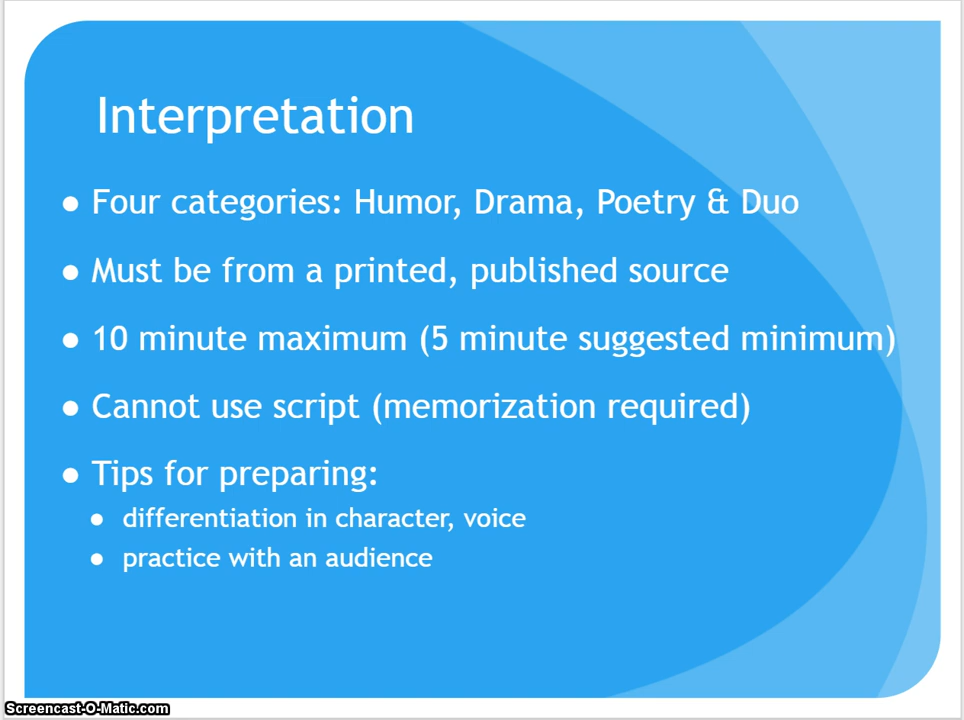 Interpretation
● Four categories: Humor, Drama, Poetry & Duo
● Must be from a printed, published source
● 10 minute maximum (5 minute suggested minimum)
● Cannot use script (memorization required)
● Tips for preparing:
● differentiation in character, voice
● practice with an audience
Screencast-O-Matic.com